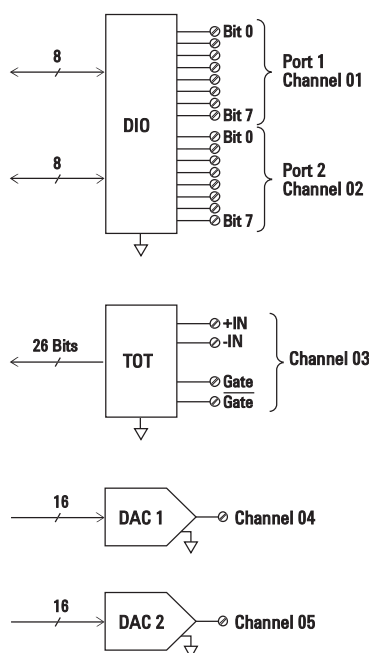 8
Bit 0
Port 1
Channel 01
DIO
Bit 7
Bit 0
8
Port 2
Channel 02
Bit 7
26 Bits
TOT
+IN
-IN
Channel 03
Gate
Gate
16
DAC 1
Channel 04
16
DAC 2
Channel 05